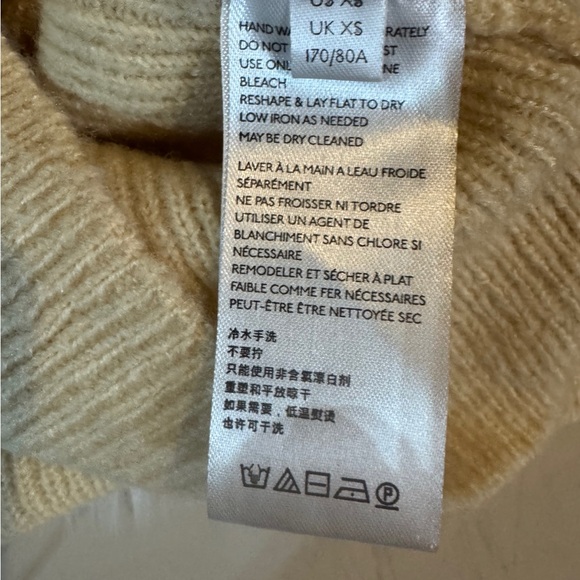 US XS
UK XS
170/80A
HAND WA RATELY
DO NOT ST
USE ONL NE
BLEACH
RESHAPE & LAY FLAT TO DRY
LOW IRON AS NEEDED
MAY BE DRY CLEANED
LAVER À LA MAIN A LEAU FROIDE
SÉPARÉMENT
NE PAS FROISSER NI TORDRE
UTILISER UN AGENT DE
BLANCHIMENT SANS CHLORE SI
NÉCESSAIRE
REMODELER ET SÉCHER À PLAT
FAIBLE COMME FER NÉCESSAIRES
PEUT-ÊTRE ÊTRE NETTOYÉE SEC
冷水手洗
不要拧
只能使用非含氯漂白剂
重塑和平放晾干
如果需要，低温熨烫
也许可干洗
P